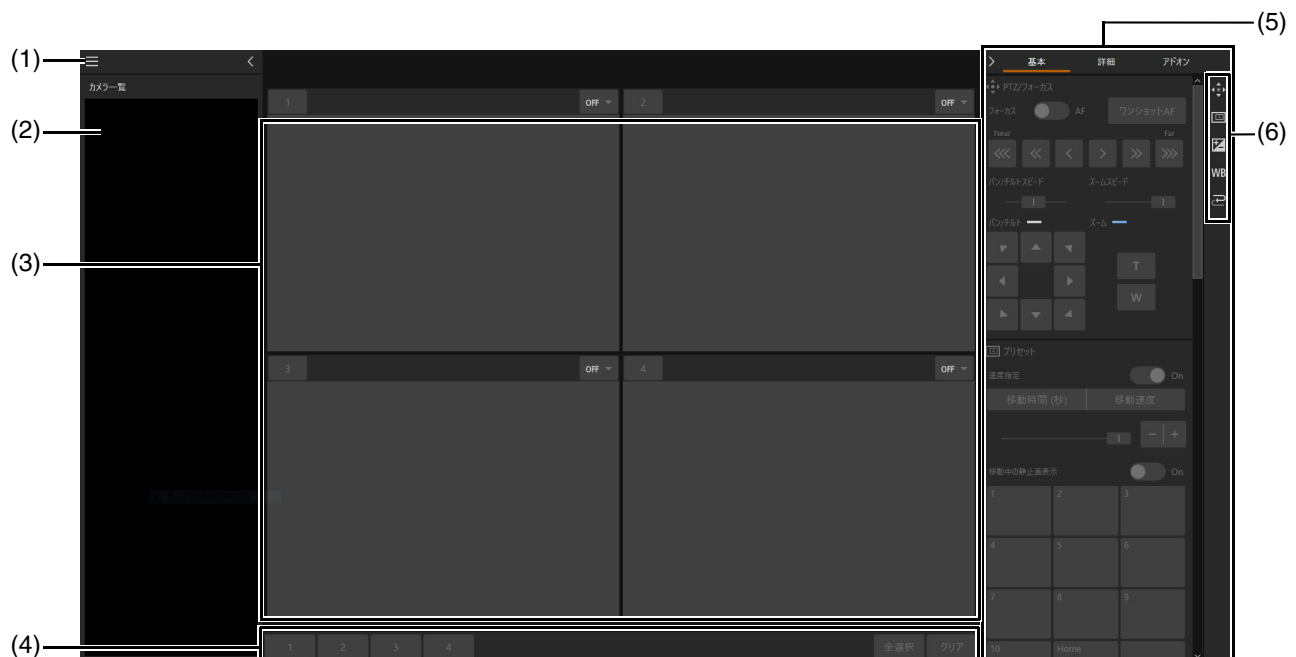 (5)
(1)
基本 詳細 アドオン
カメラ一覧
PTZ/フォーカス
1 OFF 2 OFF
フォーカス AF ワンショットAF
(2)
(6)
Near Far
WB
パン/チルトスピード ズームスピード
パン/チルト ズーム
(3)
T
W
プリセット
3 OFF 4 OFF
速度指定 On
移動時間 (秒) 移動速度
- +
移動中の静止画表示 On
1 2 3
4 5 6
7 8 9
(4)
1 2 3 4 全選択 クリア
10 Home